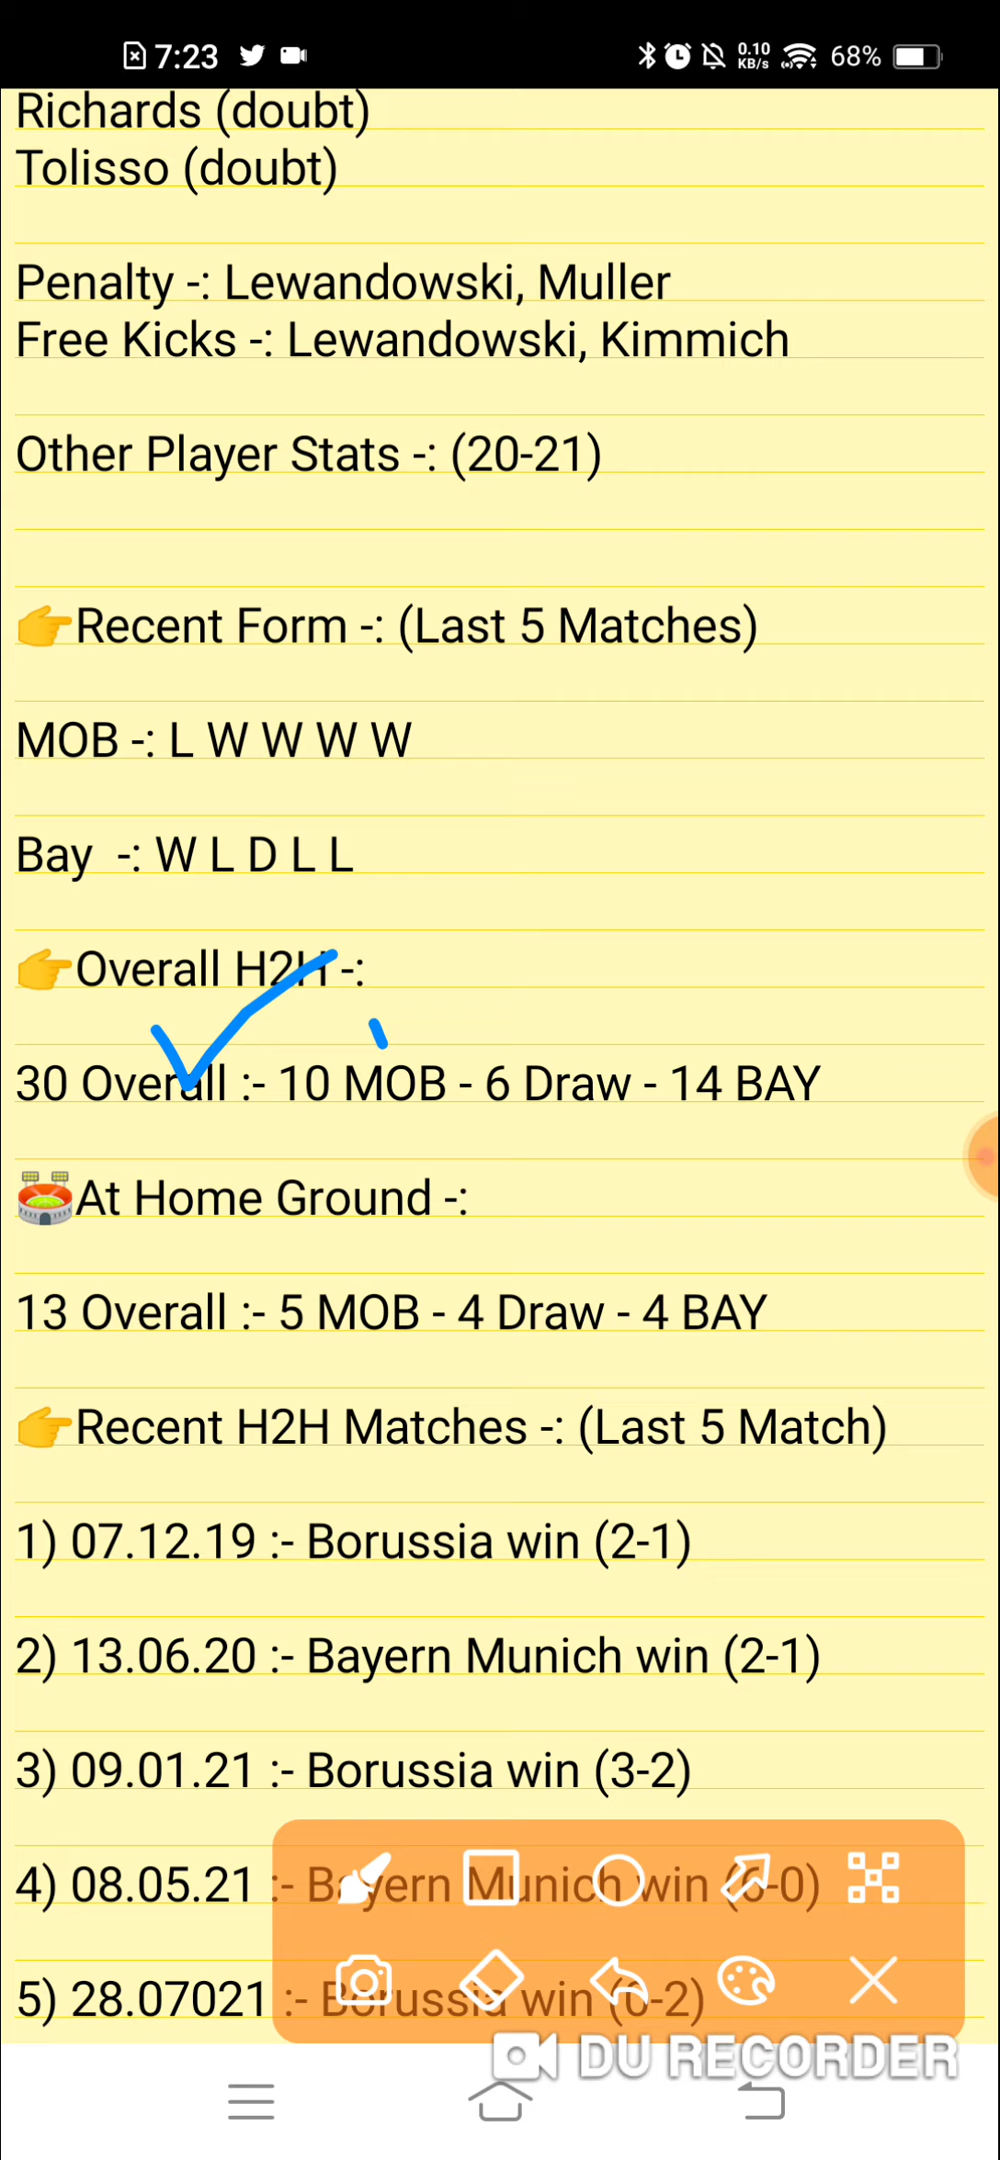 7:23
0.10 KB/s
68%
Richards (doubt)
Tolisso (doubt)
Penalty -: Lewandowski, Muller
Free Kicks -: Lewandowski, Kimmich
Other Player Stats -: (20-21)
👉Recent Form -: (Last 5 Matches)
MOB -: L W W W W
Bay -: W L D L L
👉Overall H2H -:
30 Overall :- 10 MOB - 6 Draw - 14 BAY
🏟At Home Ground -:
13 Overall :- 5 MOB - 4 Draw - 4 BAY
👉Recent H2H Matches -: (Last 5 Match)
1) 07.12.19 :- Borussia win (2-1)
2) 13.06.20 :- Bayern Munich win (2-1)
3) 09.01.21 :- Borussia win (3-2)
4) 08.05.21 :- Bayern Munich win (6-0)
5) 28.07021 :- Borussia win (6-2)
DU RECORDER